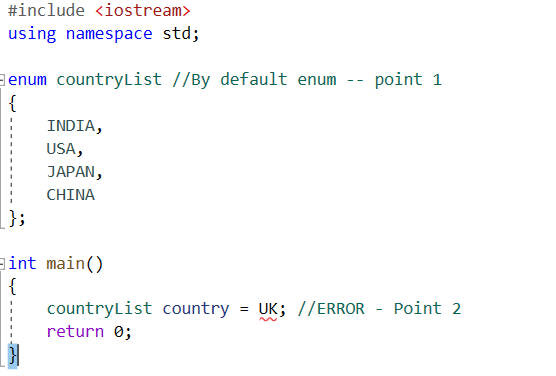 #include <iostream>
using namespace std;
enum countryList //By default enum -- point 1
{
INDIA,
USA,
JAPAN,
CHINA
};
int main()
{
countryList country = UK; //ERROR - Point 2
return 0;
}